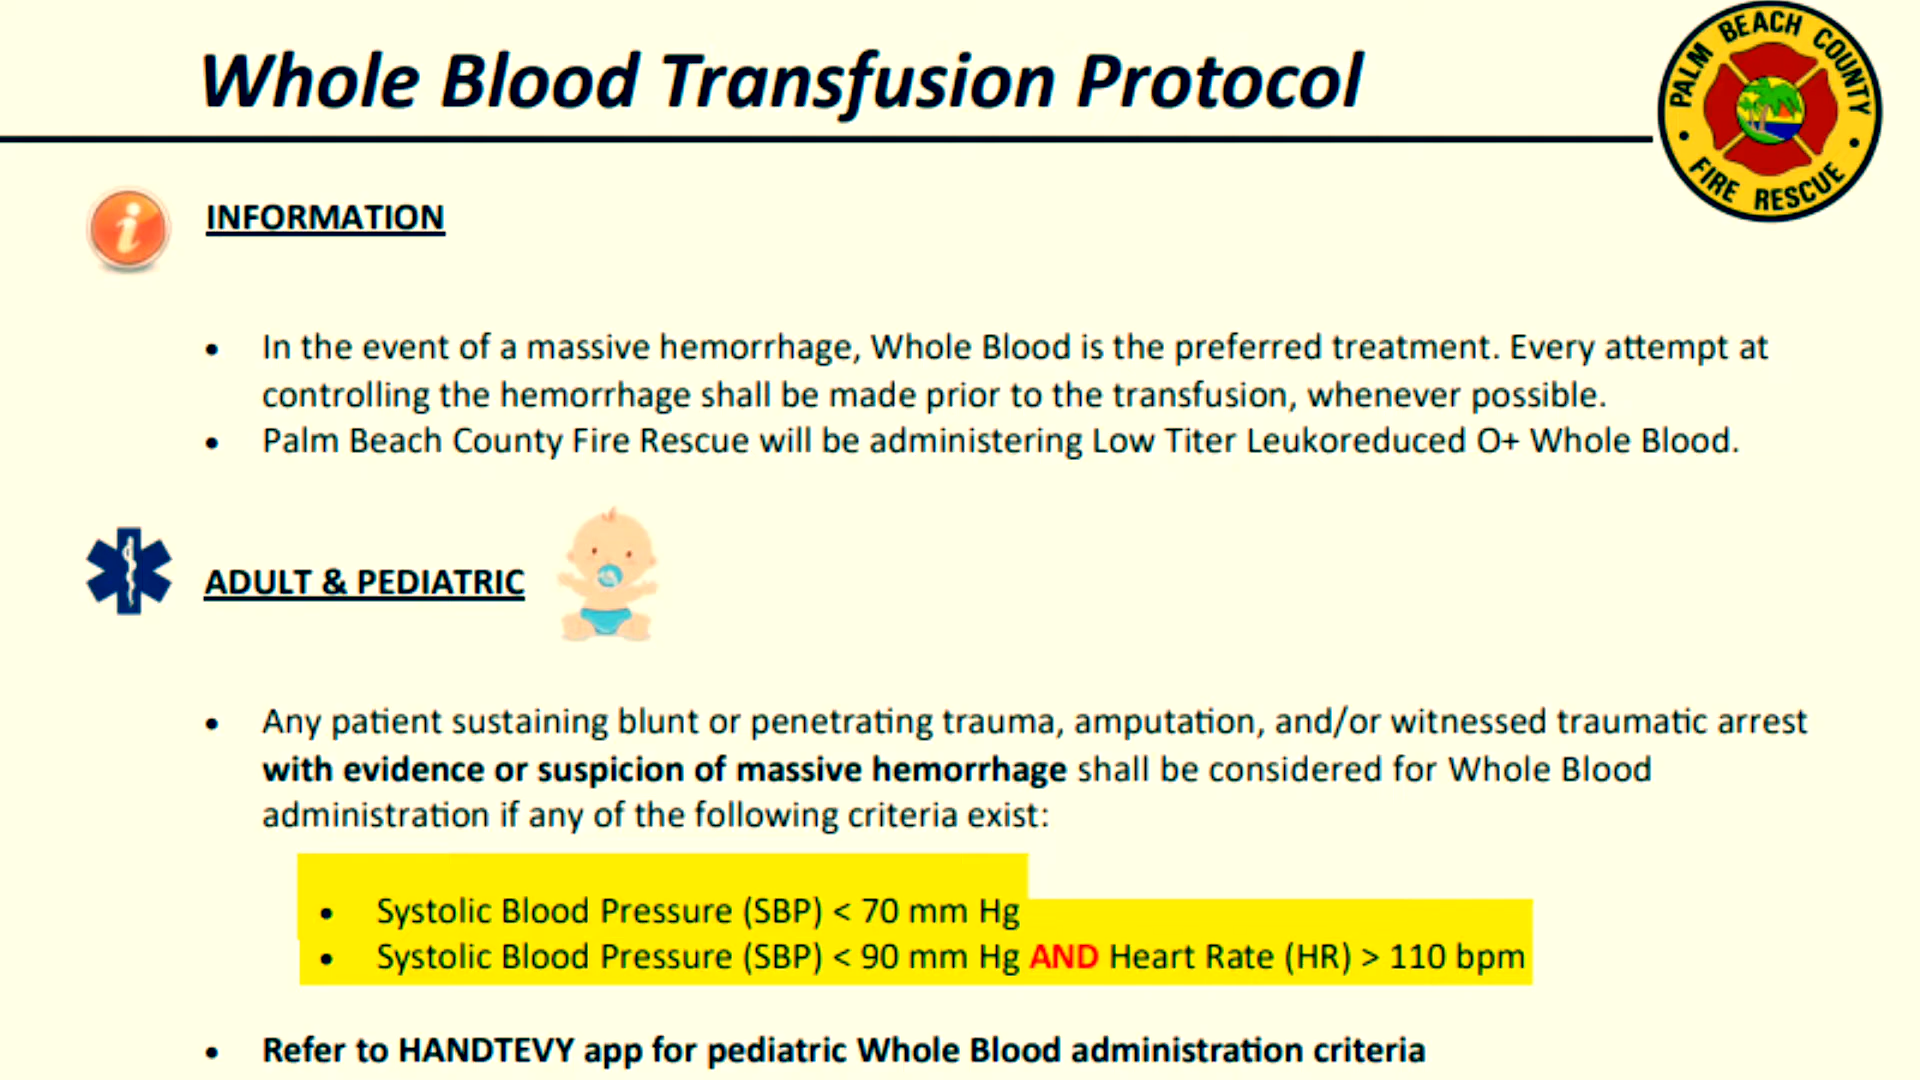 Whole Blood Transfusion Protocol
PALM BEACH COUNTY
FIRE RESCUE
INFORMATION
• In the event of a massive hemorrhage, Whole Blood is the preferred treatment. Every attempt at
controlling the hemorrhage shall be made prior to the transfusion, whenever possible.
• Palm Beach County Fire Rescue will be administering Low Titer Leukoreduced O+ Whole Blood.
ADULT & PEDIATRIC
• Any patient sustaining blunt or penetrating trauma, amputation, and/or witnessed traumatic arrest
with evidence or suspicion of massive hemorrhage shall be considered for Whole Blood
administration if any of the following criteria exist:
• Systolic Blood Pressure (SBP) < 70 mm Hg
• Systolic Blood Pressure (SBP) < 90 mm Hg AND Heart Rate (HR) > 110 bpm
• Refer to HANDTEVY app for pediatric Whole Blood administration criteria